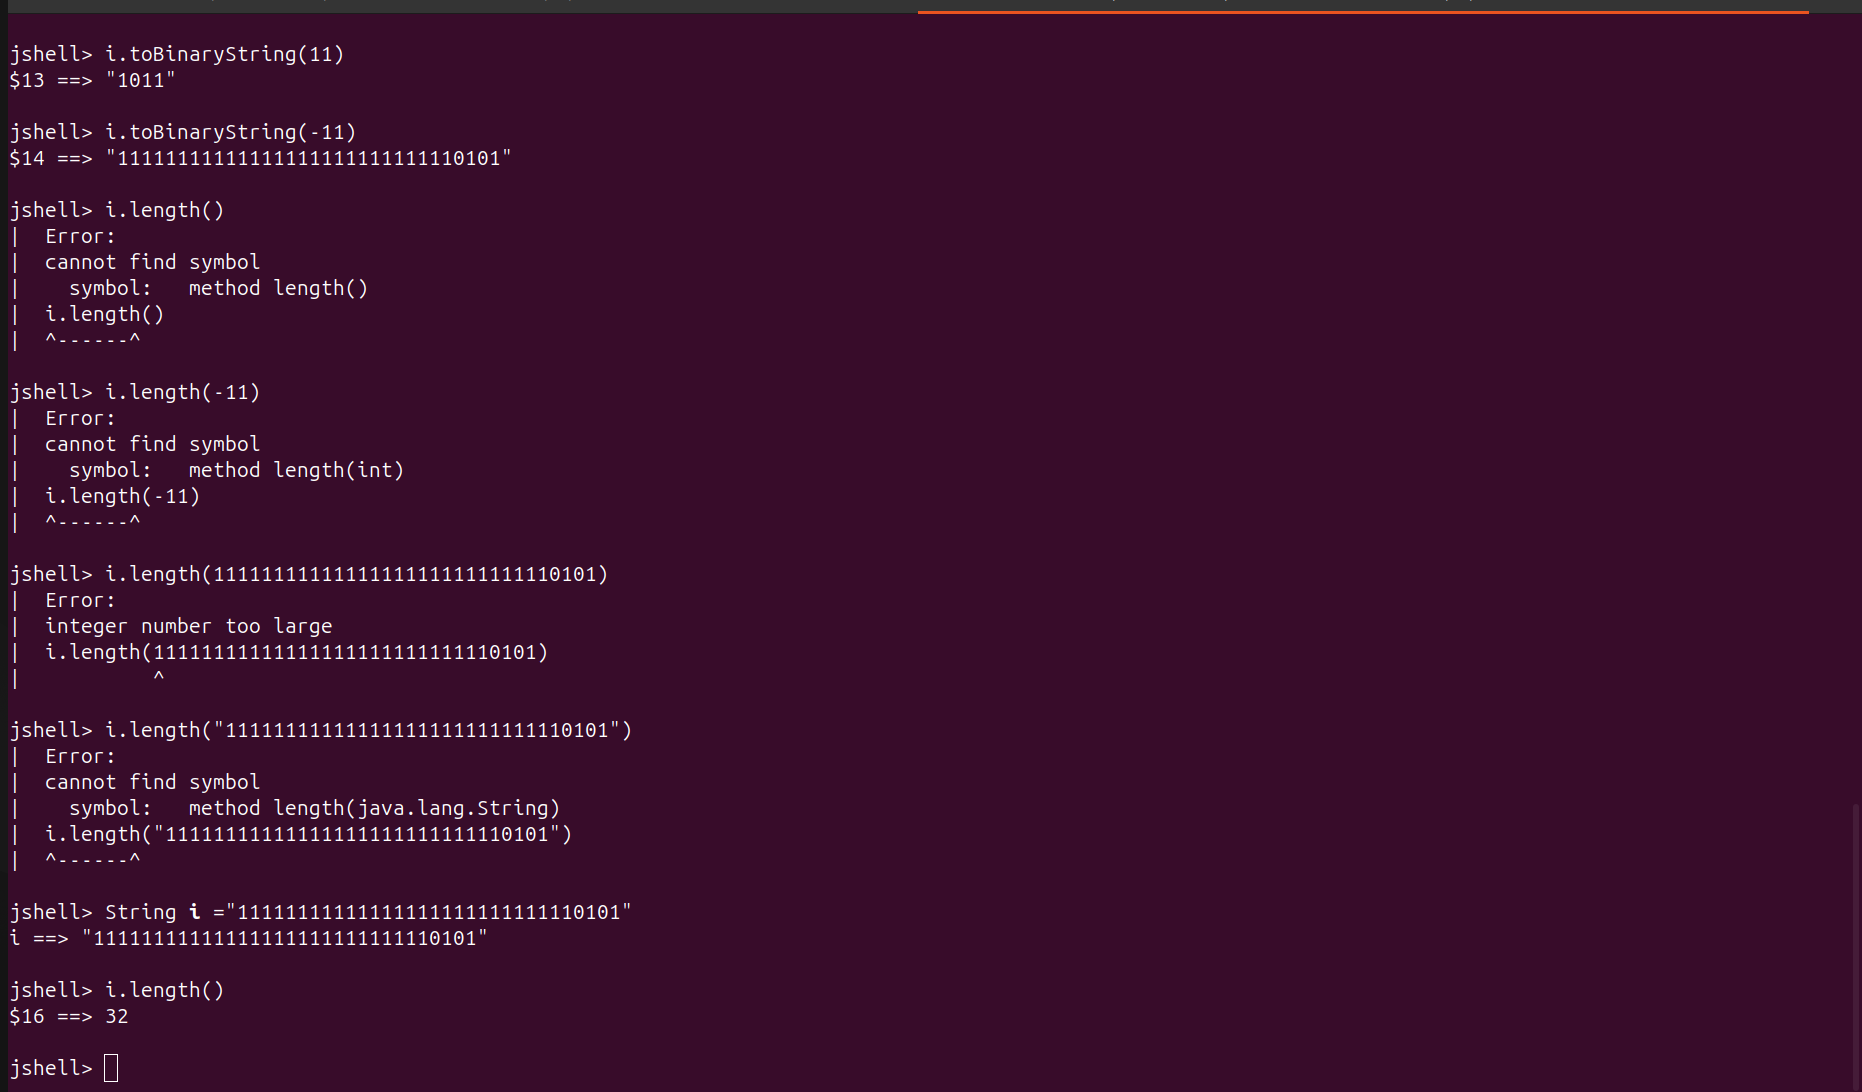 jshell> i.toBinaryString(11)
$13 ==> "1011"
jshell> i.toBinaryString(-11)
$14 ==> "11111111111111111111111111110101"
jshell> i.length()
|  Error:
|  cannot find symbol
|    symbol:   method length()
|  i.length()
|  ^------^
jshell> i.length(-11)
|  Error:
|  cannot find symbol
|    symbol:   method length(int)
|  i.length(-11)
|  ^------^
jshell> i.length(11111111111111111111111111110101)
|  Error:
|  integer number too large
|  i.length(11111111111111111111111111110101)
|           ^
jshell> i.length("11111111111111111111111111110101")
|  Error:
|  cannot find symbol
|    symbol:   method length(java.lang.String)
|  i.length("11111111111111111111111111110101")
|  ^------^
jshell> String i ="11111111111111111111111111110101"
i ==> "11111111111111111111111111110101"
jshell> i.length()
$16 ==> 32
jshell>